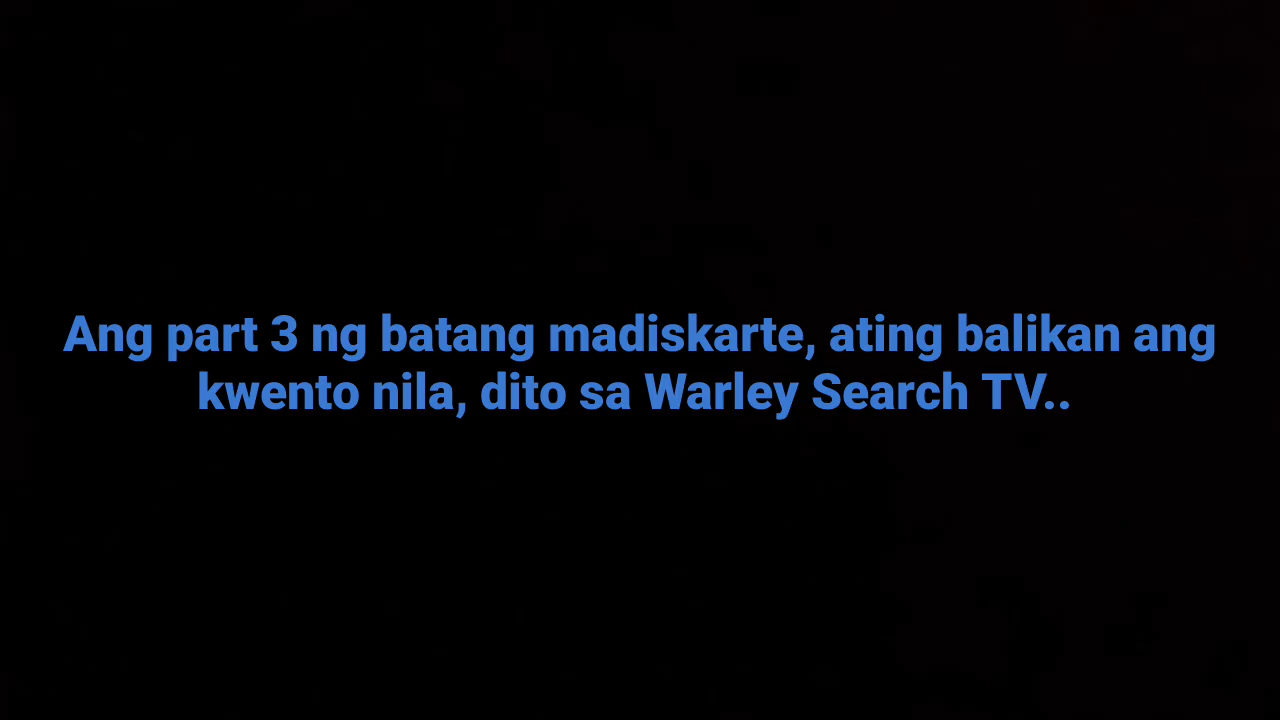 Ang part 3 ng batang madiskarte, ating balikan ang
kwento nila, dito sa Warley Search TV..